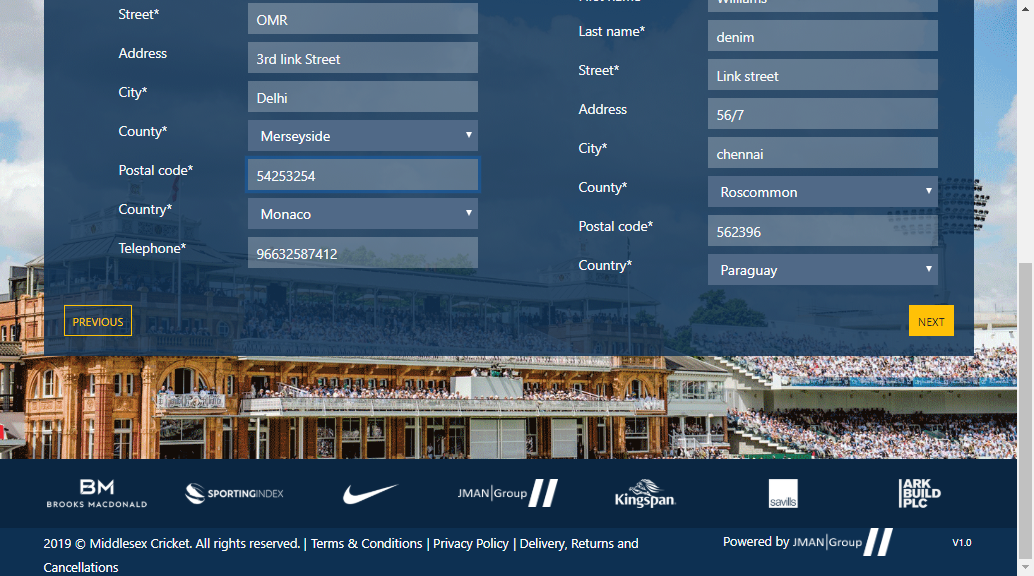 Street*
OMR
Address
3rd link Street
City*
Delhi
County*
Merseyside
Postal code*
54253254
Country*
Monaco
Telephone*
96632587412
Williams
Last name*
denim
Street*
Link street
Address
56/7
City*
chennai
County*
Roscommon
Postal code*
562396
Country*
Paraguay
PREVIOUS
NEXT
BM
BROOKS MACDONALD
SPORTINGINDEX
JMAN|Group
Kingspan.
savills
ARK
BUILD
PLC
2019 © Middlesex Cricket. All rights reserved. | Terms & Conditions | Privacy Policy | Delivery, Returns and
Cancellations
Powered by JMAN|Group
V1.0